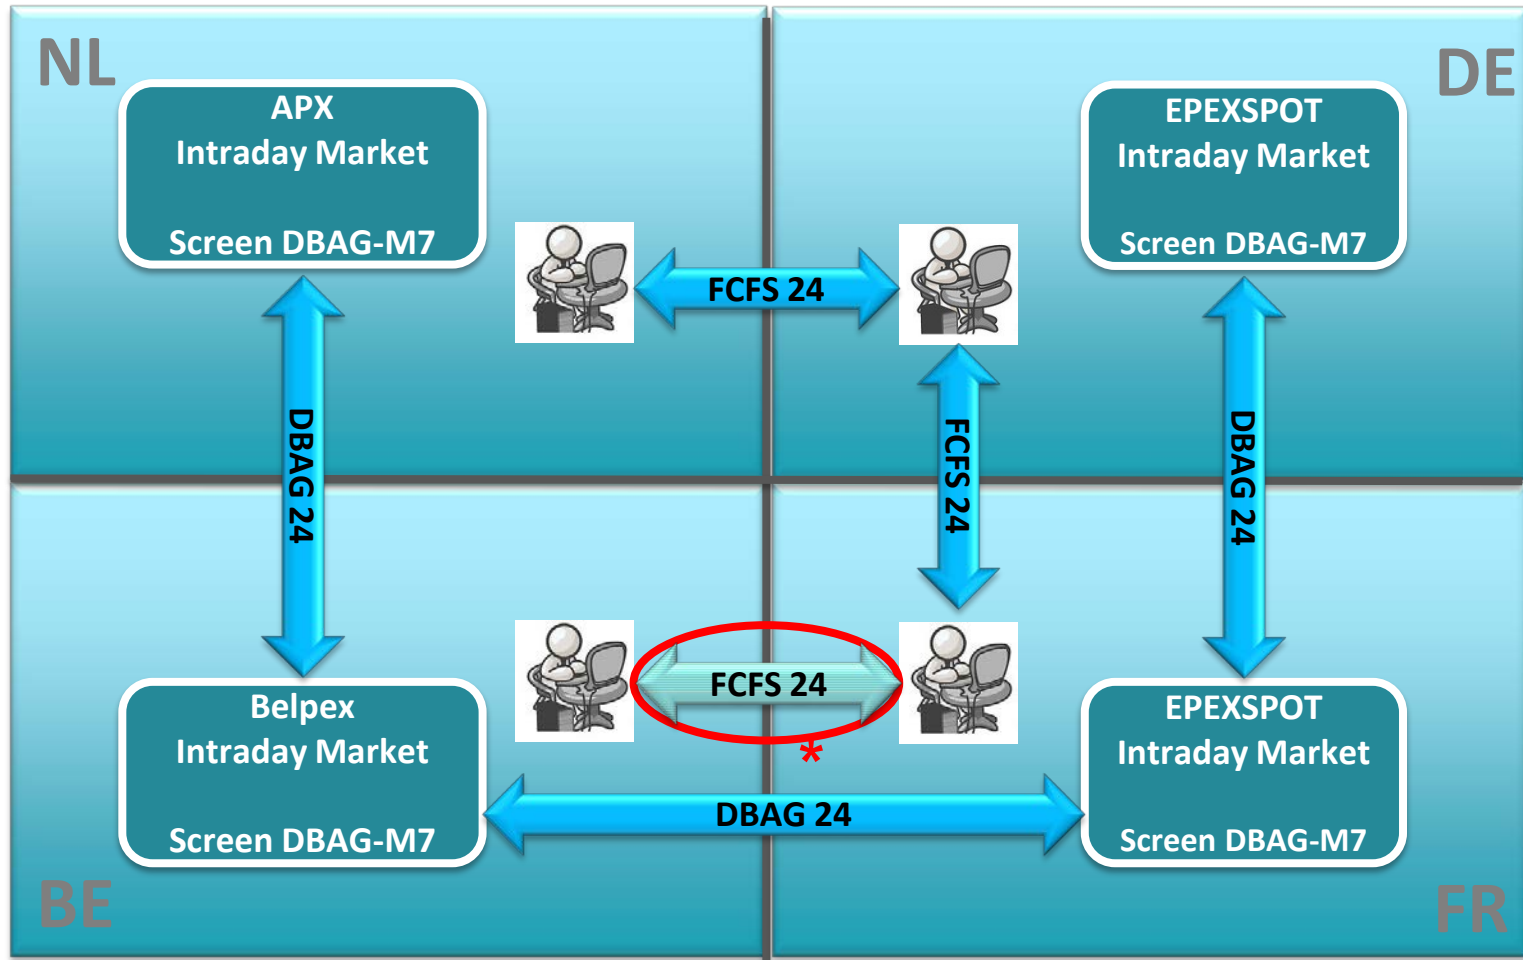 NL
DE
APX
Intraday Market
Screen DBAG-M7
EPEXSPOT
Intraday Market
Screen DBAG-M7
FCFS 24
DBAG 24
FCFS 24
DBAG 24
FCFS 24
*
DBAG 24
Belpex
Intraday Market
Screen DBAG-M7
EPEXSPOT
Intraday Market
Screen DBAG-M7
BE
FR